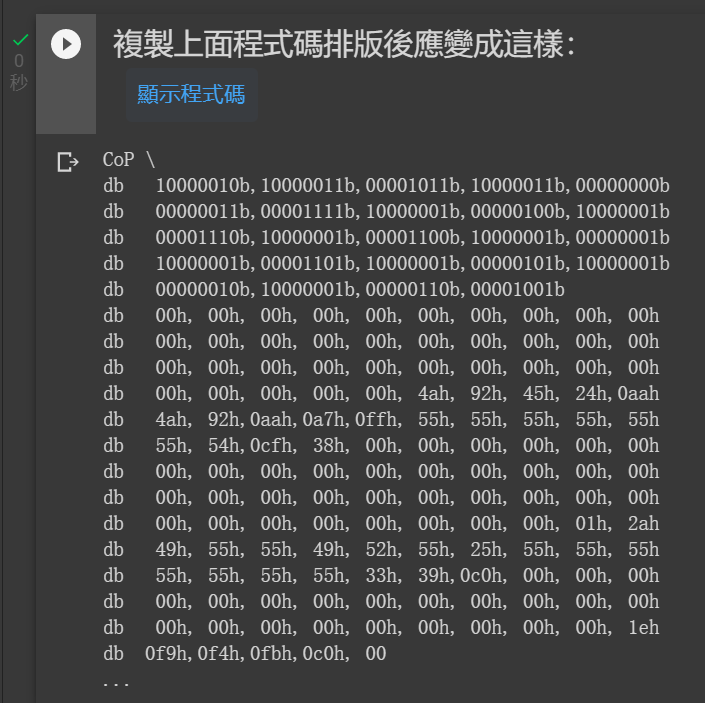 複製上面程式碼排版後應變成這樣:
0
秒
顯示程式碼
CoP \
db   10000010b,10000011b,00001011b,10000011b,00000000b
db   00000011b,00001111b,10000001b,00000100b,10000001b
db   00001110b,10000001b,00001100b,10000001b,00000001b
db   10000001b,00001101b,10000001b,00000101b,10000001b
db   00000010b,10000001b,00000110b,00001001b
db   00h, 00h, 00h, 00h, 00h, 00h, 00h, 00h, 00h, 00h
db   00h, 00h, 00h, 00h, 00h, 00h, 00h, 00h, 00h, 00h
db   00h, 00h, 00h, 00h, 00h, 00h, 00h, 00h, 00h, 00h
db   00h, 00h, 00h, 00h, 00h, 4ah, 92h, 45h, 24h,0aah
db   4ah, 92h,0aah,0a7h,0ffh, 55h, 55h, 55h, 55h, 55h
db   55h, 54h,0cfh, 38h, 00h, 00h, 00h, 00h, 00h, 00h
db   00h, 00h, 00h, 00h, 00h, 00h, 00h, 00h, 00h, 00h
db   00h, 00h, 00h, 00h, 00h, 00h, 00h, 00h, 00h, 00h
db   00h, 00h, 00h, 00h, 00h, 00h, 00h, 00h, 01h, 2ah
db   49h, 55h, 55h, 49h, 52h, 55h, 25h, 55h, 55h, 55h
db   55h, 55h, 55h, 55h, 33h, 39h,0c0h, 00h, 00h, 00h
db   00h, 00h, 00h, 00h, 00h, 00h, 00h, 00h, 00h, 00h
db   00h, 00h, 00h, 00h, 00h, 00h, 00h, 00h, 00h, 1eh
db  0f9h,0f4h,0fbh,0c0h, 00
...